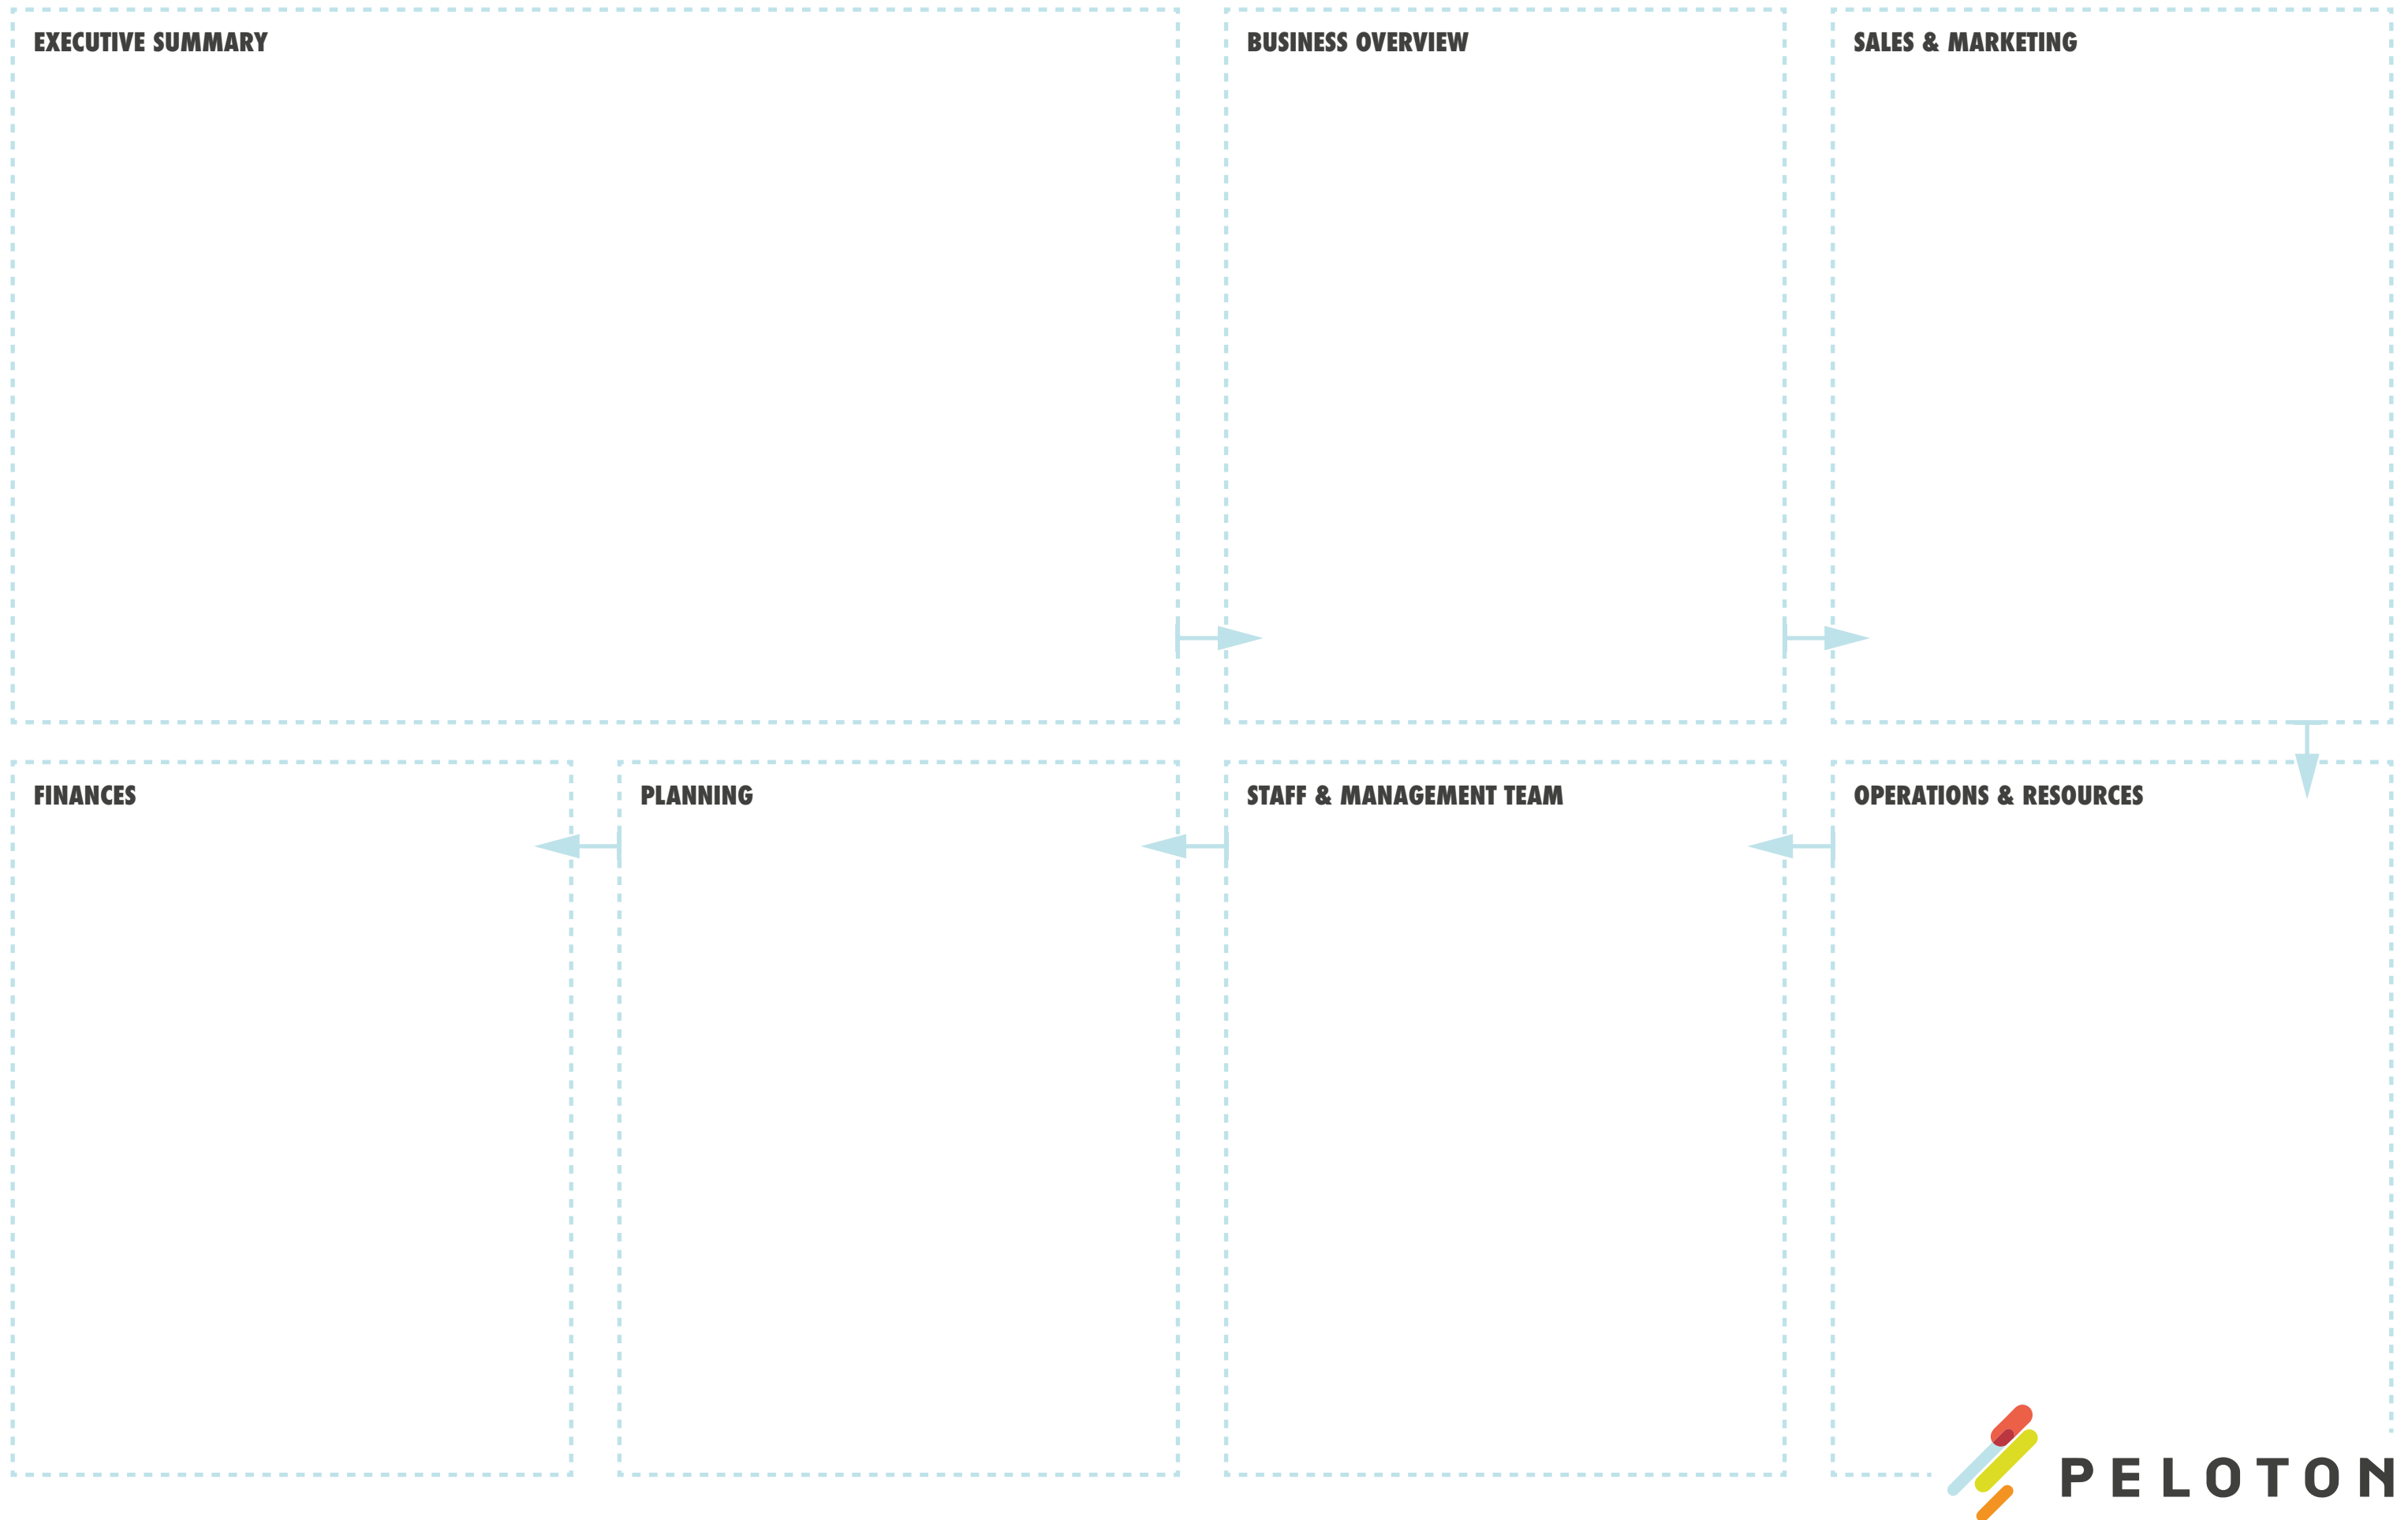 EXECUTIVE SUMMARY
BUSINESS OVERVIEW
SALES & MARKETING
FINANCES
PLANNING
STAFF & MANAGEMENT TEAM
OPERATIONS & RESOURCES
PELOTON